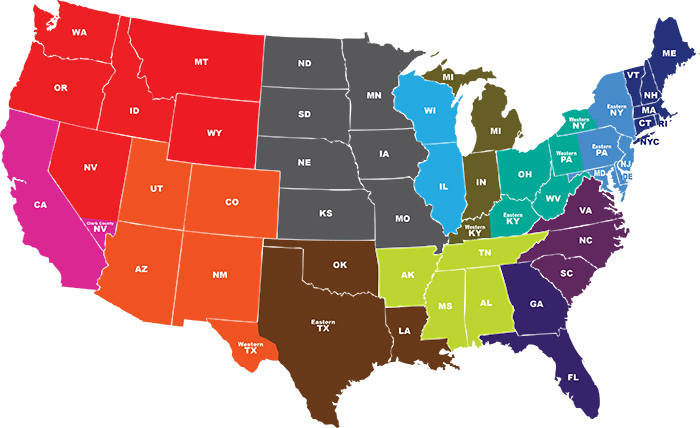 WA
MT
ND
MN
MI
ME
VT
NH
OR
ID
SD
WI
MI
Eastern
NY
MA
CT
RI
WY
Western
NY
NYC
NV
NE
IA
Eastern
PA
Western
PA
NJ
OH
MD
DE
UT
CO
IL
IN
CA
KS
MO
WV
VA
Clark County
NV
Western
KY
Eastern
KY
AZ
NM
OK
AK
TN
NC
SC
MS
AL
GA
Eastern
TX
LA
Western
TX
FL